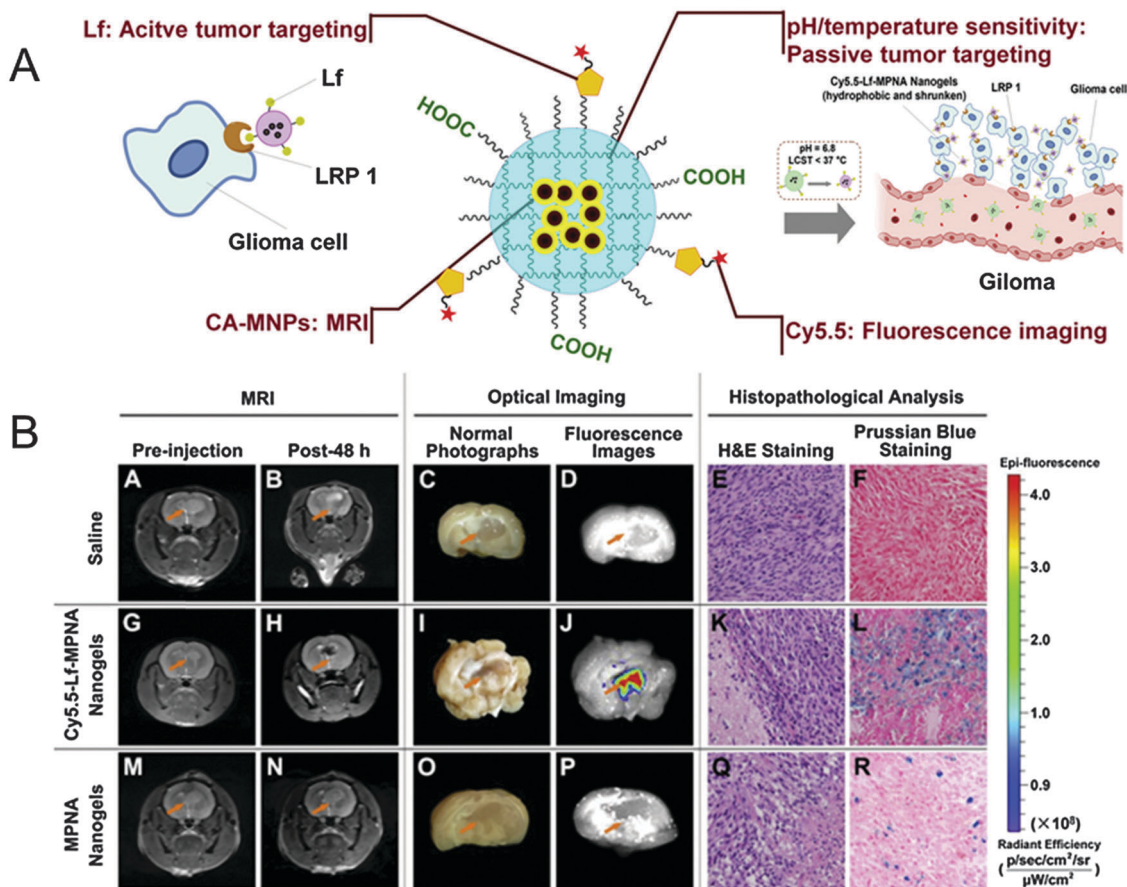 A
Lf: Acitve tumor targeting
Lf
LRP 1
Glioma cell
CA-MNPs: MRI
HOOC
COOH
COOH
pH/temperature sensitivity:
Passive tumor targeting
Cy5.5-Lf-MPNA Nanogels
(hydrophobic and shrunken)
LRP 1
Glioma cell
pH = 6.8
LCST < 37 °C
Giloma
Cy5.5: Fluorescence imaging
B
MRI
Optical Imaging
Histopathological Analysis
Pre-injection
Post-48 h
Normal
Photographs
Fluorescence
Images
H&E Staining
Prussian Blue
Staining
Saline
A
B
C
D
E
F
Cy5.5-Lf-MPNA
Nanogels
G
H
I
J
K
L
MPNA
Nanogels
M
N
O
P
Q
R
Epi-fluorescence
4.0
3.0
2.0
1.0
0.9
(×10⁸)
Radiant Efficiency
(p/sec/cm²/sr
μW/cm²)